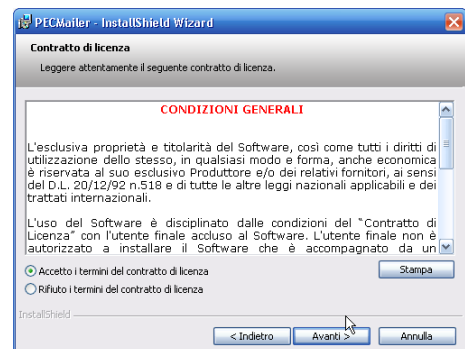 PECMailer - InstallShield Wizard
Contratto di licenza
Leggere attentamente il seguente contratto di licenza.
CONDIZIONI GENERALI
L'esclusiva proprietà e titolarità del Software, così come tutti i diritti di
utilizzazione dello stesso, in qualsiasi modo e forma, anche economica
è riservata al suo esclusivo Produttore e/o dei relativi fornitori, ai sensi
del D.L. 20/12/92 n.518 e di tutte le altre leggi nazionali applicabili e dei
trattati internazionali.
L'uso del Software è disciplinato dalle condizioni del "Contratto di
Licenza" con l'utente finale accluso al Software. L'utente finale non è
autorizzato a installare il Software che è accompagnato da un
Accetto i termini del contratto di licenza
Stampa
Rifiuto i termini del contratto di licenza
InstallShield
< Indietro
Avanti >
Annulla